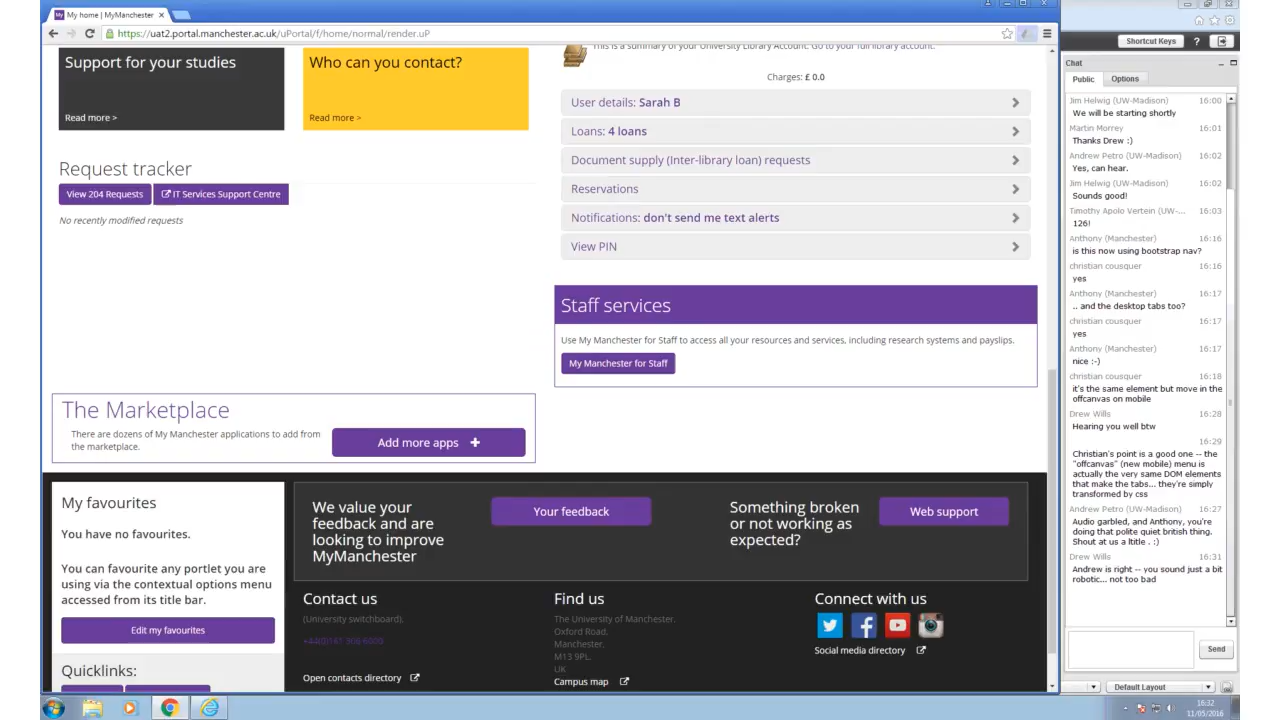 My home | MyManchester
https://uat2.portal.manchester.ac.uk/uPortal/f/home/normal/render.uP
Support for your studies
Read more >
Who can you contact?
Read more >
Request tracker
View 204 Requests
IT Services Support Centre
No recently modified requests
This is a summary of your University Library Account. Go to your full library account.
Charges: £ 0.0
User details: Sarah B
Loans: 4 loans
Document supply (Inter-library loan) requests
Reservations
Notifications: don't send me text alerts
View PIN
Staff services
Use My Manchester for Staff to access all your resources and services, including research systems and payslips.
My Manchester for Staff
The Marketplace
There are dozens of My Manchester applications to add from
the marketplace.
Add more apps +
My favourites
You have no favourites.
You can favourite any portlet you are
using via the contextual options menu
accessed from its title bar.
Edit my favourites
Quicklinks:
We value your
feedback and are
looking to improve
MyManchester
Your feedback
Something broken
or not working as
expected?
Web support
Contact us
(University switchboard).
+44(0)161 306 6000
Open contacts directory
Find us
The University of Manchester.
Oxford Road.
Manchester.
M13 9PL.
UK
Campus map
Connect with us
Social media directory
Shortcut Keys
?
Chat
Public
Options
Jim Helwig (UW-Madison) 16:00
We will be starting shortly
Martin Morrey 16:01
Thanks Drew :)
Andrew Petro (UW-Madison) 16:02
Yes, can hear.
Jim Helwig (UW-Madison) 16:02
Sounds good!
Timothy Apolo Vertein (UW-... 16:03
126!
Anthony (Manchester) 16:16
is this now using bootstrap nav?
christian cousquer 16:16
yes
Anthony (Manchester) 16:17
.. and the desktop tabs too?
christian cousquer 16:17
yes
Anthony (Manchester) 16:17
nice :-)
christian cousquer 16:18
it's the same element but move in the
offcanvas on mobile
Drew Wills 16:28
Hearing you well btw
16:29
Christian's point is a good one -- the
"offcanvas" (new mobile) menu is
actually the very same DOM elements
that make the tabs... they're simply
transformed by css
Andrew Petro (UW-Madison) 16:27
Audio garbled, and Anthony, you're
doing that polite quiet british thing.
Shout at us a ltitle . :)
Drew Wills 16:31
Andrew is right -- you sound just a bit
robotic... not too bad
Send
Default Layout
16:32
11/05/2016